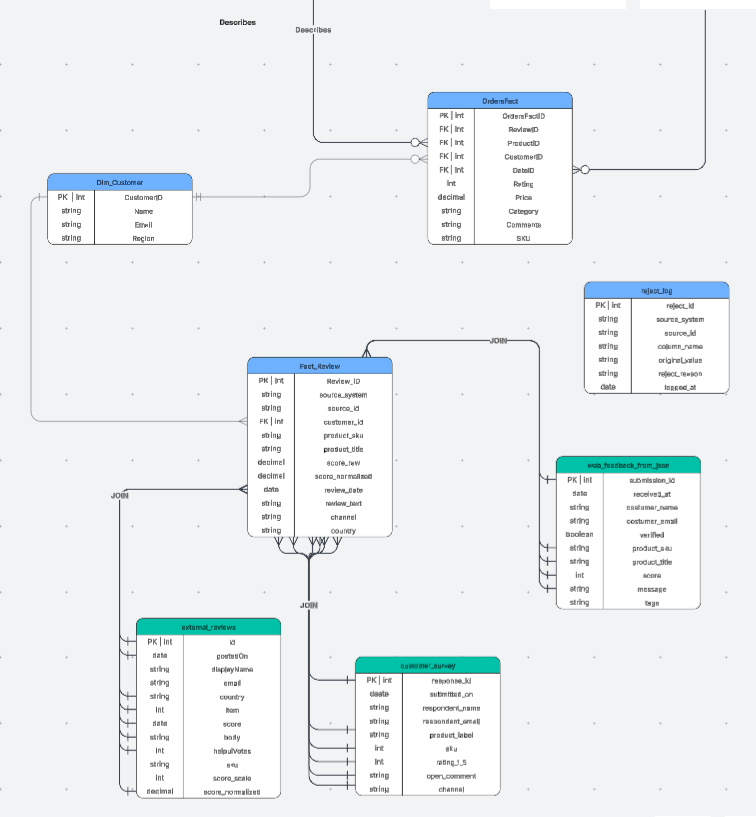 Describes
Describes
OrdersFact
PK | int OrdersFactID
FK | int ReviewID
FK | int ProductID
FK | int CustomerID
FK | int DateID
int Rating
decimal Price
string Category
string Comments
string SKU
Dim_Customer
PK | int CustomerID
string Name
string Email
string Region
reject_log
PK | int reject_id
string source_system
string source_id
string column_name
string original_value
string reject_reason
date logged_at
JOIN
Fact_Review
PK | int Review_ID
string source_system
string source_id
FK | int customer_id
string product_sku
string product_title
decimal score_raw
decimal score_normalized
date review_date
string review_text
string channel
string country
web_feedback_from_json
PK | int submission_id
date received_at
string costumer_name
string costumer_email
boolean verified
string product_sku
string product_title
int score
string message
string tags
JOIN
JOIN
external_reviews
PK | int id
date postedOn
string displayName
string email
string country
int item
date score
string body
int helpulVotes
string sku
int score_scale
decimal score_normalized
customer_survey
PK | int response_id
deate submitted_on
string respondent_name
string respondent_email
string product_label
int sku
int rating_1_5
string open_comment
string channel